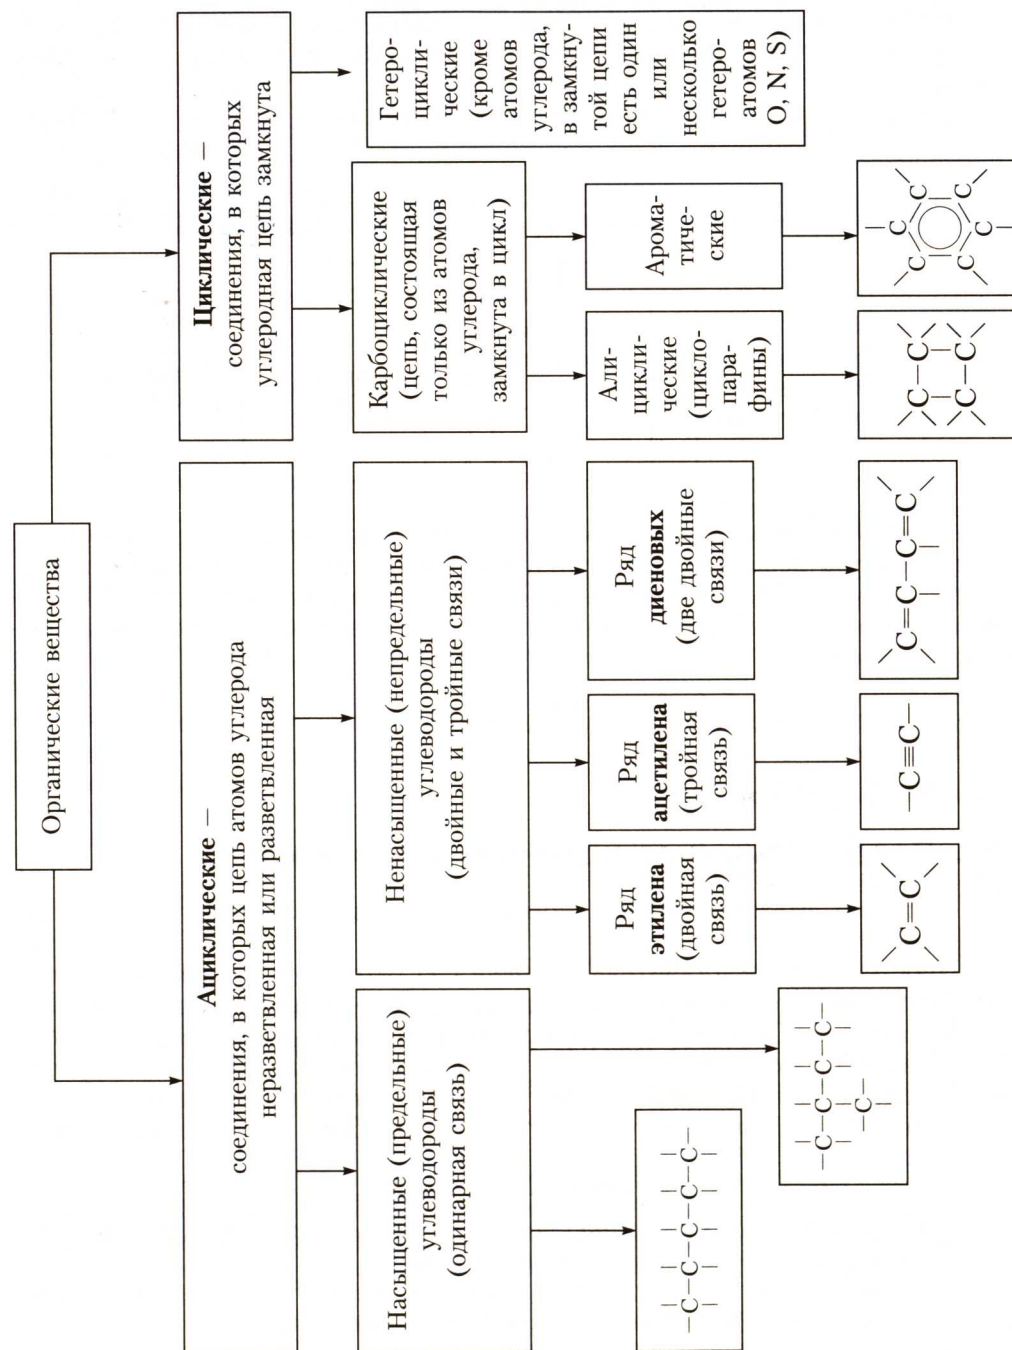 Органические вещества
Ациклические —
соединения, в которых цепь атомов углерода
неразветвленная или разветвленная
Циклические —
соединения, в которых
углеродная цепь замкнута
Насыщенные (предельные)
углеводороды
(одинарная связь)
Ненасыщенные (непредельные)
углеводороды
(двойные и тройные связи)
Карбоциклические
(цепь, состоящая
только из атомов
углерода,
замкнута в цикл)
Гетеро-
цикли-
ческие
(кроме
атомов
углерода,
в замкну-
той цепи
есть один
или
несколько
гетеро-
атомов
O, N, S)
Ряд
этилена
(двойная
связь)
Ряд
ацетилена
(тройная
связь)
Ряд
диеновых
(две двойные
связи)
Али-
цикли-
ческие
(цикло-
пара-
фины)
Арома-
тиче-
ские
–C–C–C–C–C–
–C–C–C–C–
–C–
C=C
–C≡C–
C=C–C=C
C–C
C–C
C
C C
C C
C